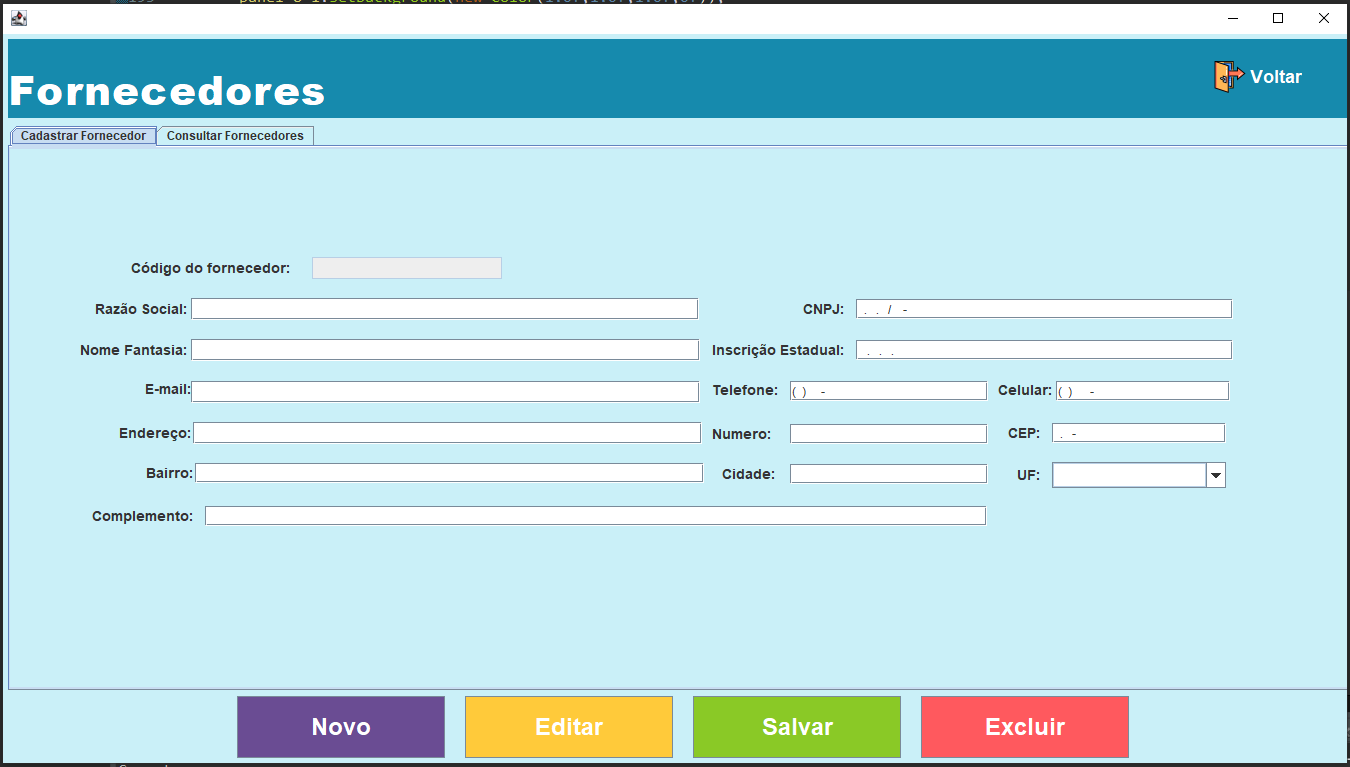 Fornecedores
Voltar
Cadastrar Fornecedor Consultar Fornecedores
Código do fornecedor:
Razão Social: CNPJ: . . / -
Nome Fantasia: Inscrição Estadual: . . .
E-mail: Telefone: ( ) - Celular: ( ) -
Endereço: Numero: CEP: . -
Bairro: Cidade: UF:
Complemento:
Novo Editar Salvar Excluir